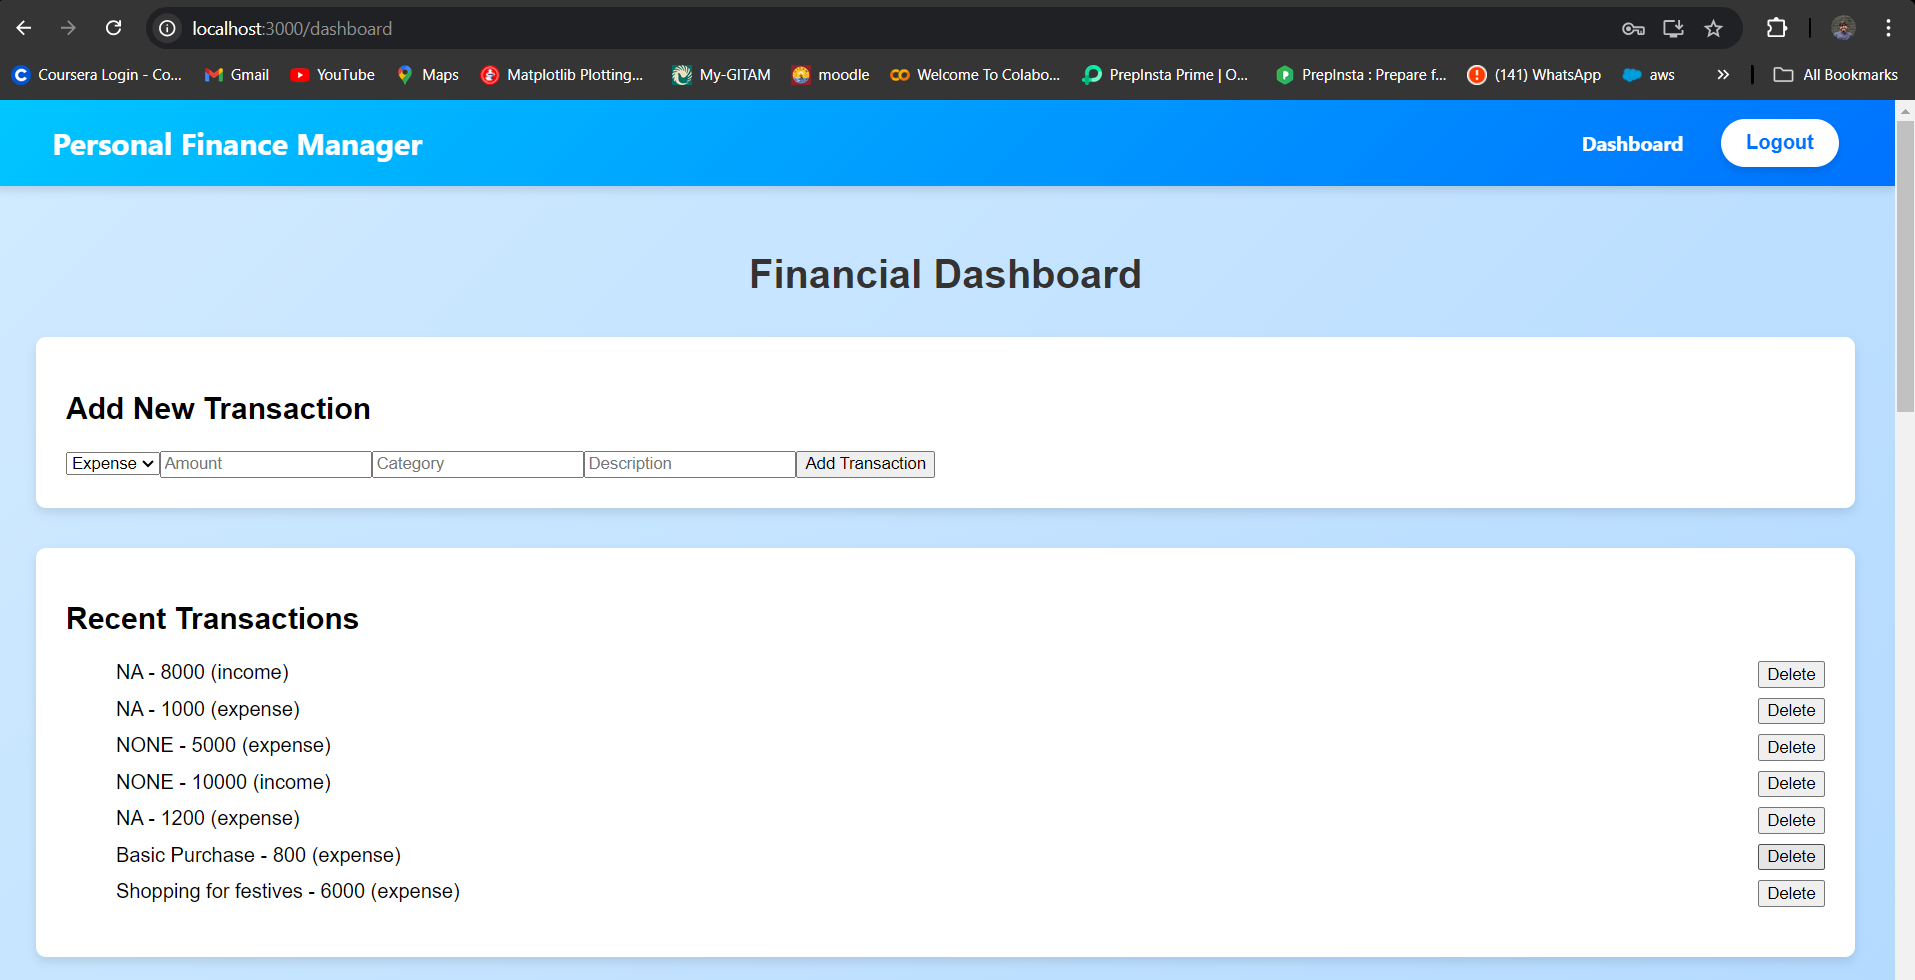 localhost:3000/dashboard
Coursera Login - Co... Gmail YouTube Maps Matplotlib Plotting... My-GITAM moodle Welcome To Colabo... PrepInsta Prime | O... PrepInsta : Prepare f... (141) WhatsApp aws » All Bookmarks
Personal Finance Manager Dashboard Logout
Financial Dashboard
Add New Transaction
Expense Amount Category Description Add Transaction
Recent Transactions
NA - 8000 (income) Delete
NA - 1000 (expense) Delete
NONE - 5000 (expense) Delete
NONE - 10000 (income) Delete
NA - 1200 (expense) Delete
Basic Purchase - 800 (expense) Delete
Shopping for festives - 6000 (expense) Delete